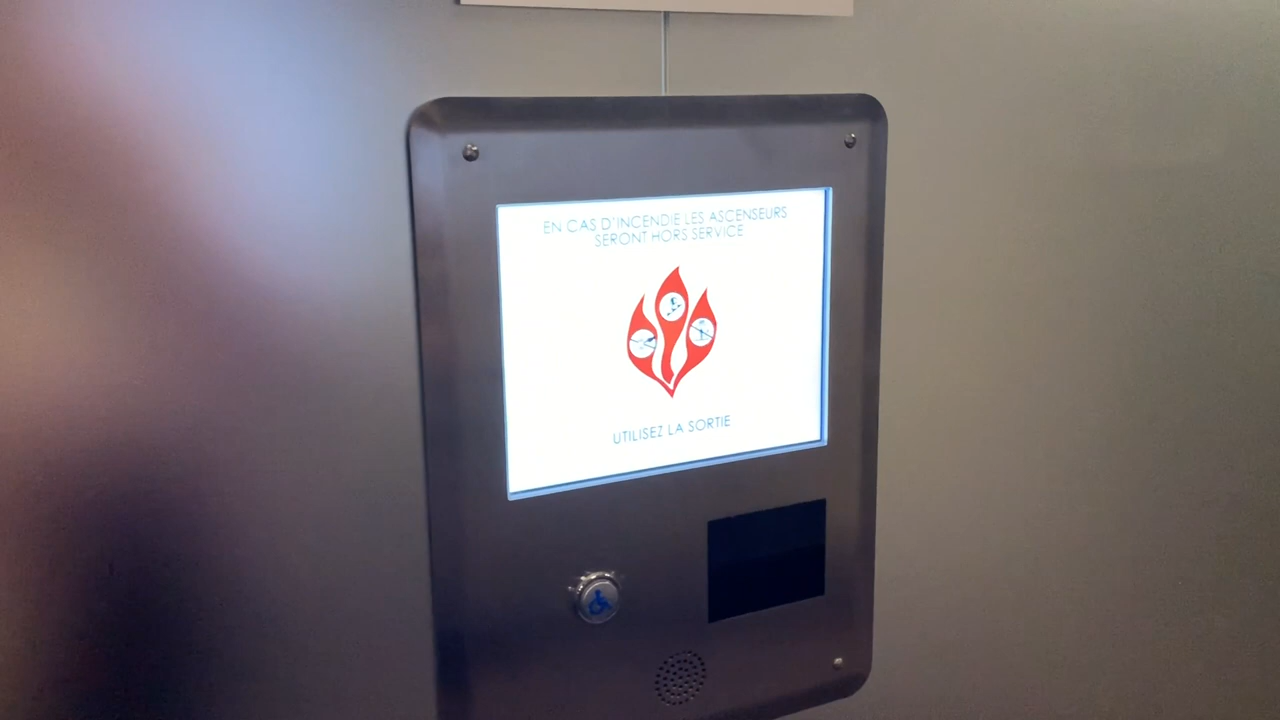 EN CAS D'INCENDIE LES ASCENSEURS
SERONT HORS SERVICE
UTILISEZ LA SORTIE